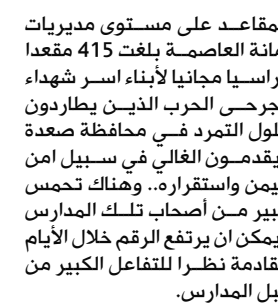 مقاعد على مستوى مديريات
مانة العاصمة بلغت 415 مقعدا
راسيا مجانيا لأبناء اسر شهداء
جرحى الحرب الذين يطاردون
لول التمرد في محافظة صعدة
يقدمون الغالي في سبيل امن
يمن واستقراره.. وهناك تحمس
بير من أصحاب تلك المدارس
يمكن ان يرتفع الرقم خلال الأيام
قادمة نظرا للتفاعل الكبير من
بل المدارس.